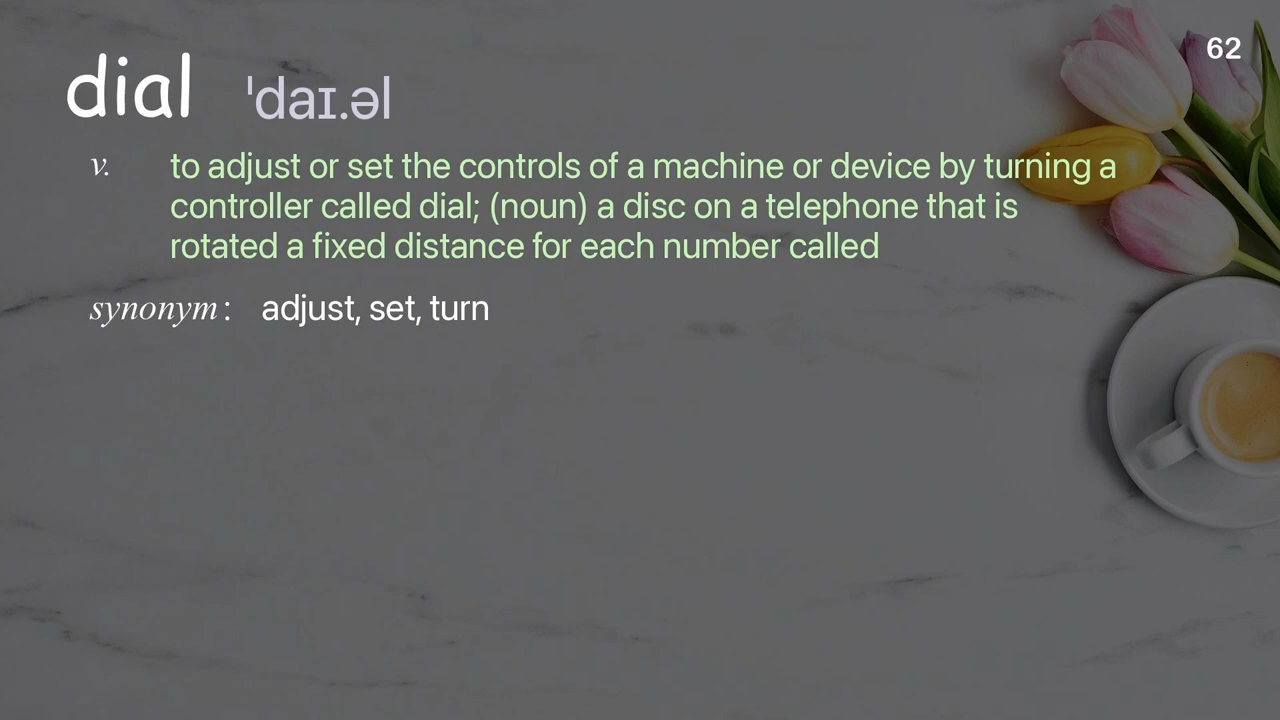 62
dial ˈdaɪ.əl
v. to adjust or set the controls of a machine or device by turning a
controller called dial; (noun) a disc on a telephone that is
rotated a fixed distance for each number called
synonym: adjust, set, turn